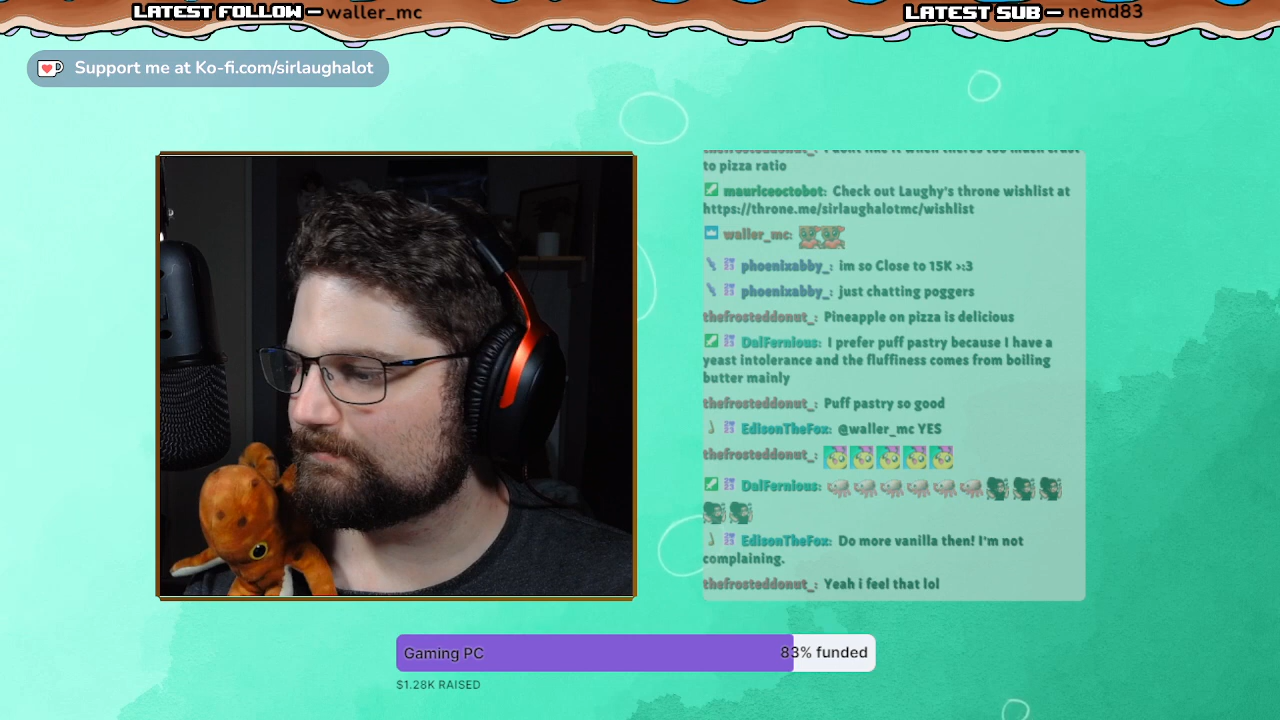 LATEST FOLLOW – waller_mc
LATEST SUB – nemd83
Support me at Ko-fi.com/sirlaughalot
to pizza ratio
mauriceoctobot: Check out Laughy's throne wishlist at
https://throne.me/sirlaughalotmc/wishlist
waller_mc:
phoenixabby_: im so Close to 15K >:3
phoenixabby_: just chatting poggers
thefrosteddonut_: Pineapple on pizza is delicious
DalFernious: I prefer puff pastry because I have a
yeast intolerance and the fluffiness comes from boiling
butter mainly
thefrosteddonut_: Puff pastry so good
EdisonTheFox: @waller_mc YES
thefrosteddonut_:
DalFernious:
EdisonTheFox: Do more vanilla then! I'm not
complaining.
thefrosteddonut_: Yeah i feel that lol
Gaming PC
83% funded
$1.28K RAISED